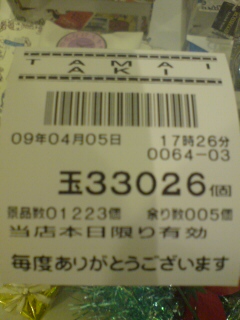 TAMAI
AKI
09年04月05日 17時26分
0064-03
玉33026個
景品数01223個 余り数005個
当店本日限り有効
毎度ありがとうございます